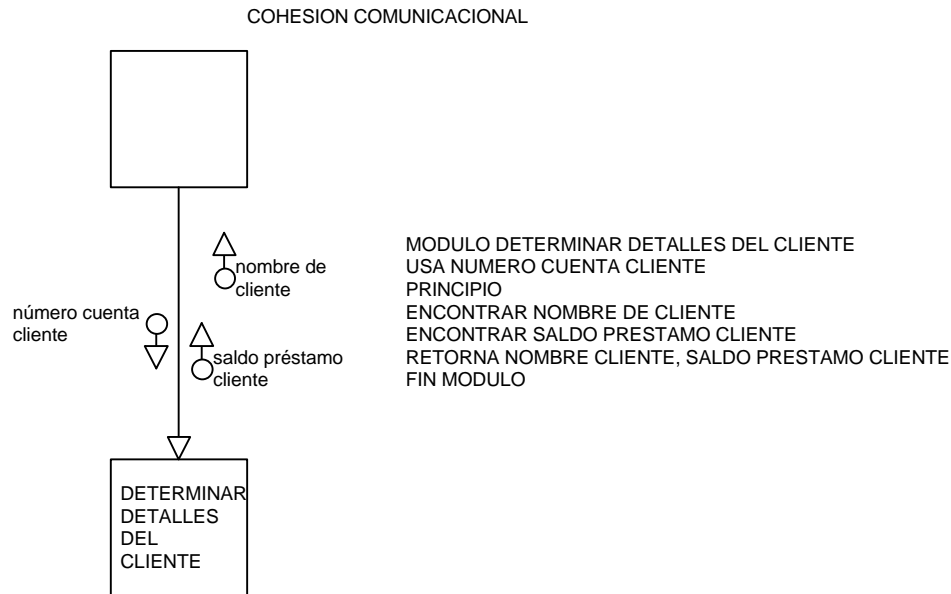 COHESION COMUNICACIONAL
nombre de
cliente
número cuenta
cliente
saldo préstamo
cliente
DETERMINAR
DETALLES
DEL
CLIENTE
MODULO DETERMINAR DETALLES DEL CLIENTE
USA NUMERO CUENTA CLIENTE
PRINCIPIO
ENCONTRAR NOMBRE DE CLIENTE
ENCONTRAR SALDO PRESTAMO CLIENTE
RETORNA NOMBRE CLIENTE, SALDO PRESTAMO CLIENTE
FIN MODULO